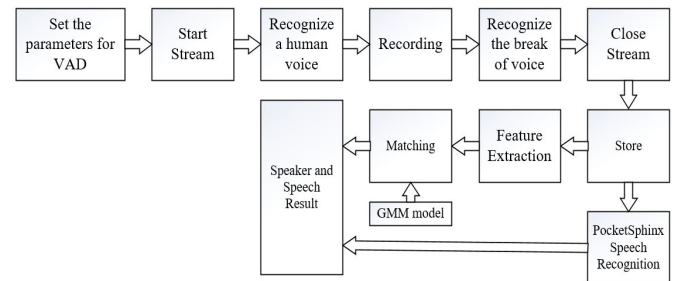 Set the
parameters for
VAD
Start
Stream
Recognize
a human
voice
Recording
Recognize
the break
of voice
Close
Stream
Speaker and
Speech
Result
Matching
Feature
Extraction
Store
GMM model
PocketSphinx
Speech
Recognition